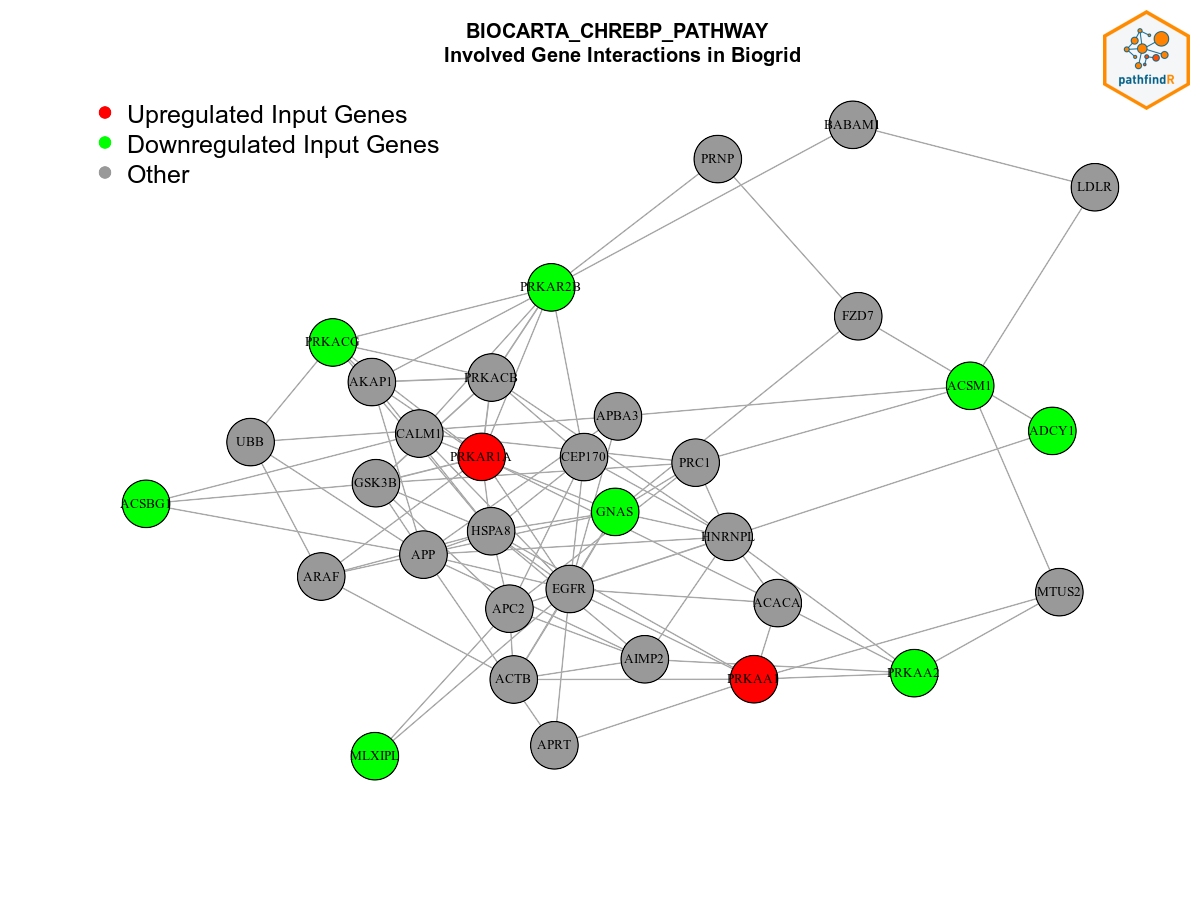 BIOCARTA_CHREBP_PATHWAY
Involved Gene Interactions in Biogrid
pathfindR
Upregulated Input Genes
Downregulated Input Genes
Other
BABAM1
PRNP
LDLR
PRKAR2B
FZD7
PRKACG
AKAP1
PRKACB
ACSM1
APBA3
ADCY1
CALM1
UBB
PRKAR1A
CEP170
PRC1
GSK3B
ACSBG1
GNAS
HSPA8
HNRNPL
APP
ARAF
EGFR
MTUS2
APC2
ACACA
AIMP2
PRKAA2
ACTB
PRKAA1
APRT
MLXIPL